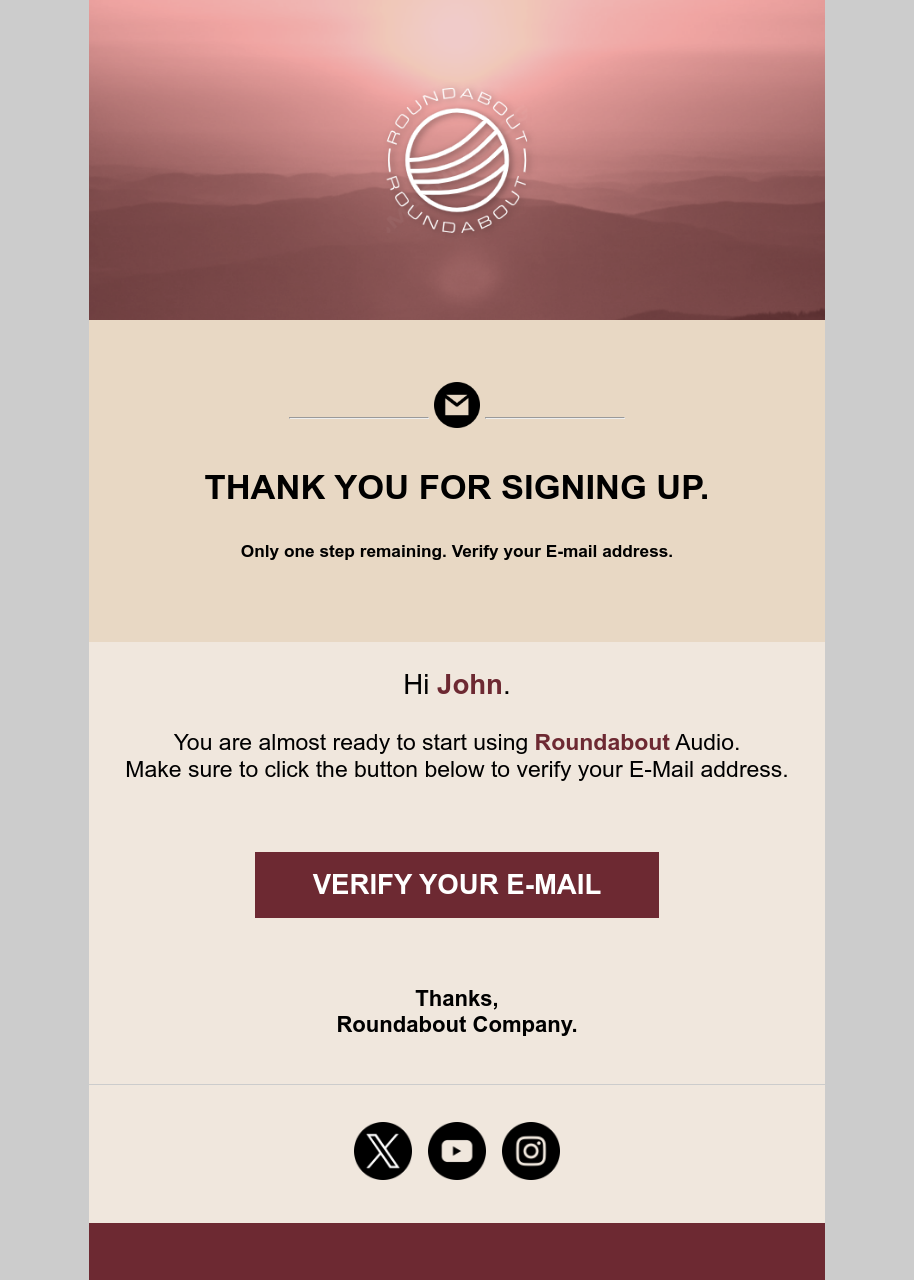 ROUNDABOUT
ROUNDABOUT
THANK YOU FOR SIGNING UP.
Only one step remaining. Verify your E-mail address.
Hi John.
You are almost ready to start using Roundabout Audio.
Make sure to click the button below to verify your E-Mail address.
VERIFY YOUR E-MAIL
Thanks,
Roundabout Company.